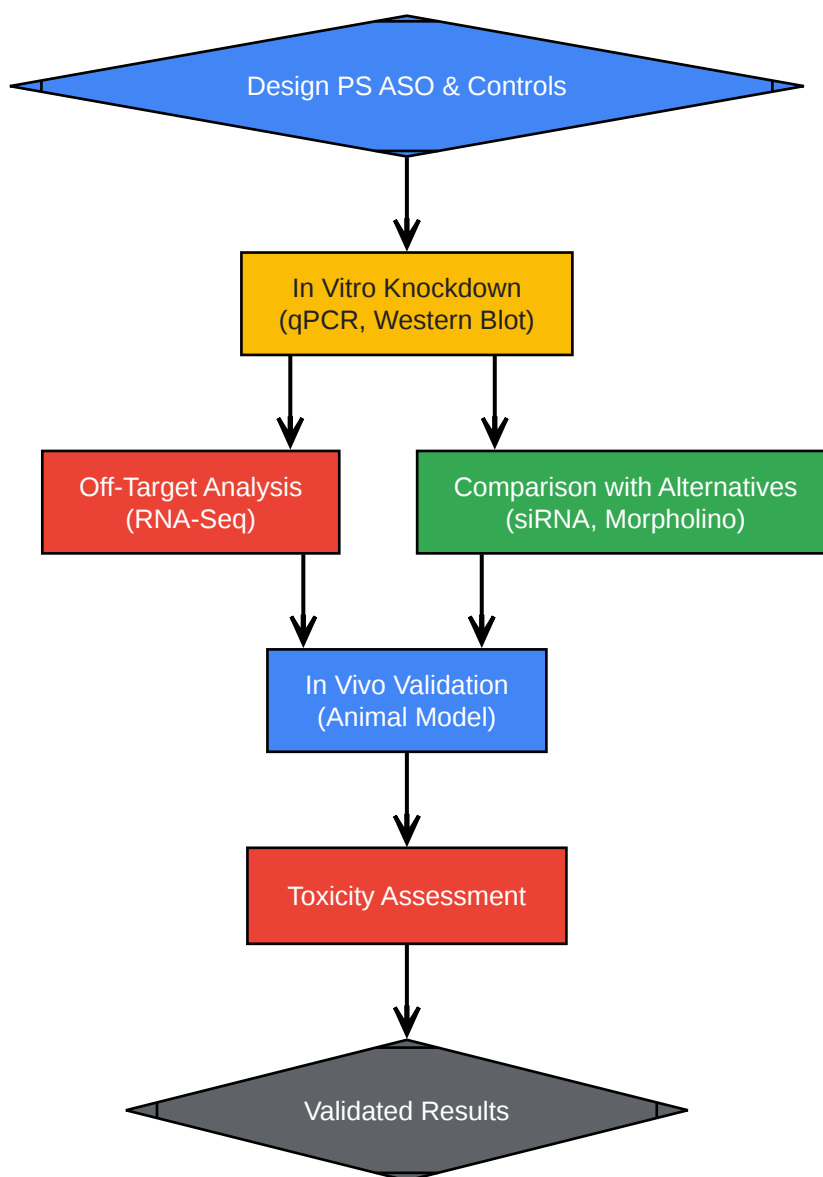 Design PS ASO & Controls
In Vitro Knockdown
(qPCR, Western Blot)
Off-Target Analysis
(RNA-Seq)
Comparison with Alternatives
(siRNA, Morpholino)
In Vivo Validation
(Animal Model)
Toxicity Assessment
Validated Results